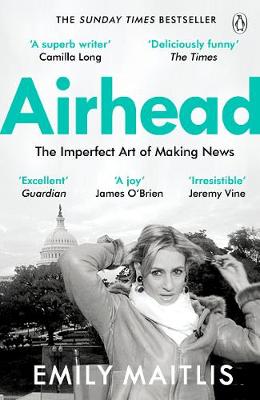 THE SUNDAY TIMES BESTSELLER
‘A superb writer’ ‘Deliciously funny’
Camilla Long The Times
Airhead
The Imperfect Art of Making News
‘Excellent’ ‘A joy’ ‘Irresistible’
Guardian James O’Brien Jeremy Vine
EMILY MAITLIS